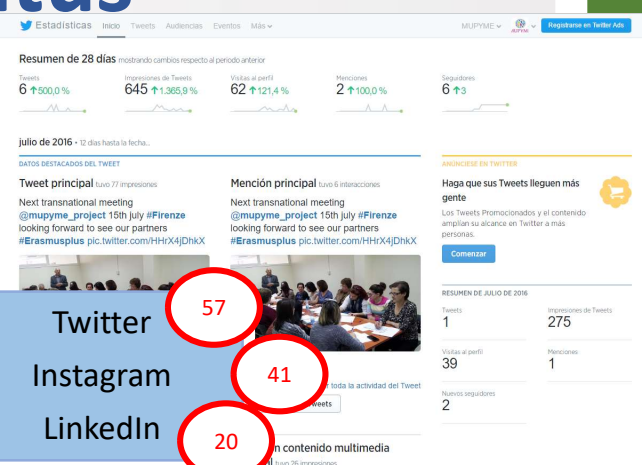 Estadísticas Inicio Tweets Audiencias Eventos Más MUPYME Registrarse en Twitter Ads
Resumen de 28 días mostrando cambios respecto al periodo anterior
Tweets
6 ↑500,0 %
Impresiones de Tweets
645 ↑1.365,9 %
Visitas al perfil
62 ↑121,4 %
Menciones
2 ↑100,0 %
Seguidores
6 ↑3
julio de 2016 • 12 días hasta la fecha...
DATOS DESTACADOS DEL TWEET
Tweet principal tuvo 77 impresiones
Next transnational meeting
@mupyme_project 15th july #Firenze
looking forward to see our partners
#Erasmusplus pic.twitter.com/HHrX4jDhkX
Mención principal tuvo 6 interacciones
Next transnational meeting
@mupyme_project 15th july #Firenze
looking forward to see our partners
#Erasmusplus pic.twitter.com/HHrX4jDhkX
toda la actividad del Tweet
contenido multimedia
tuvo 26 impresiones
ANÚNCIESE EN TWITTER
Haga que sus Tweets lleguen más
gente
Los Tweets Promocionados y el contenido
amplían su alcance en Twitter a más
personas.
Comenzar
RESUMEN DE JULIO DE 2016
Tweets
1
Impresiones de Tweets
275
Visitas al perfil
39
Menciones
1
Nuevos seguidores
2
Twitter 57
Instagram 41
LinkedIn 20